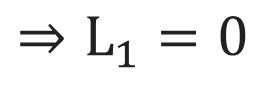 ⇒ L₁ = 0